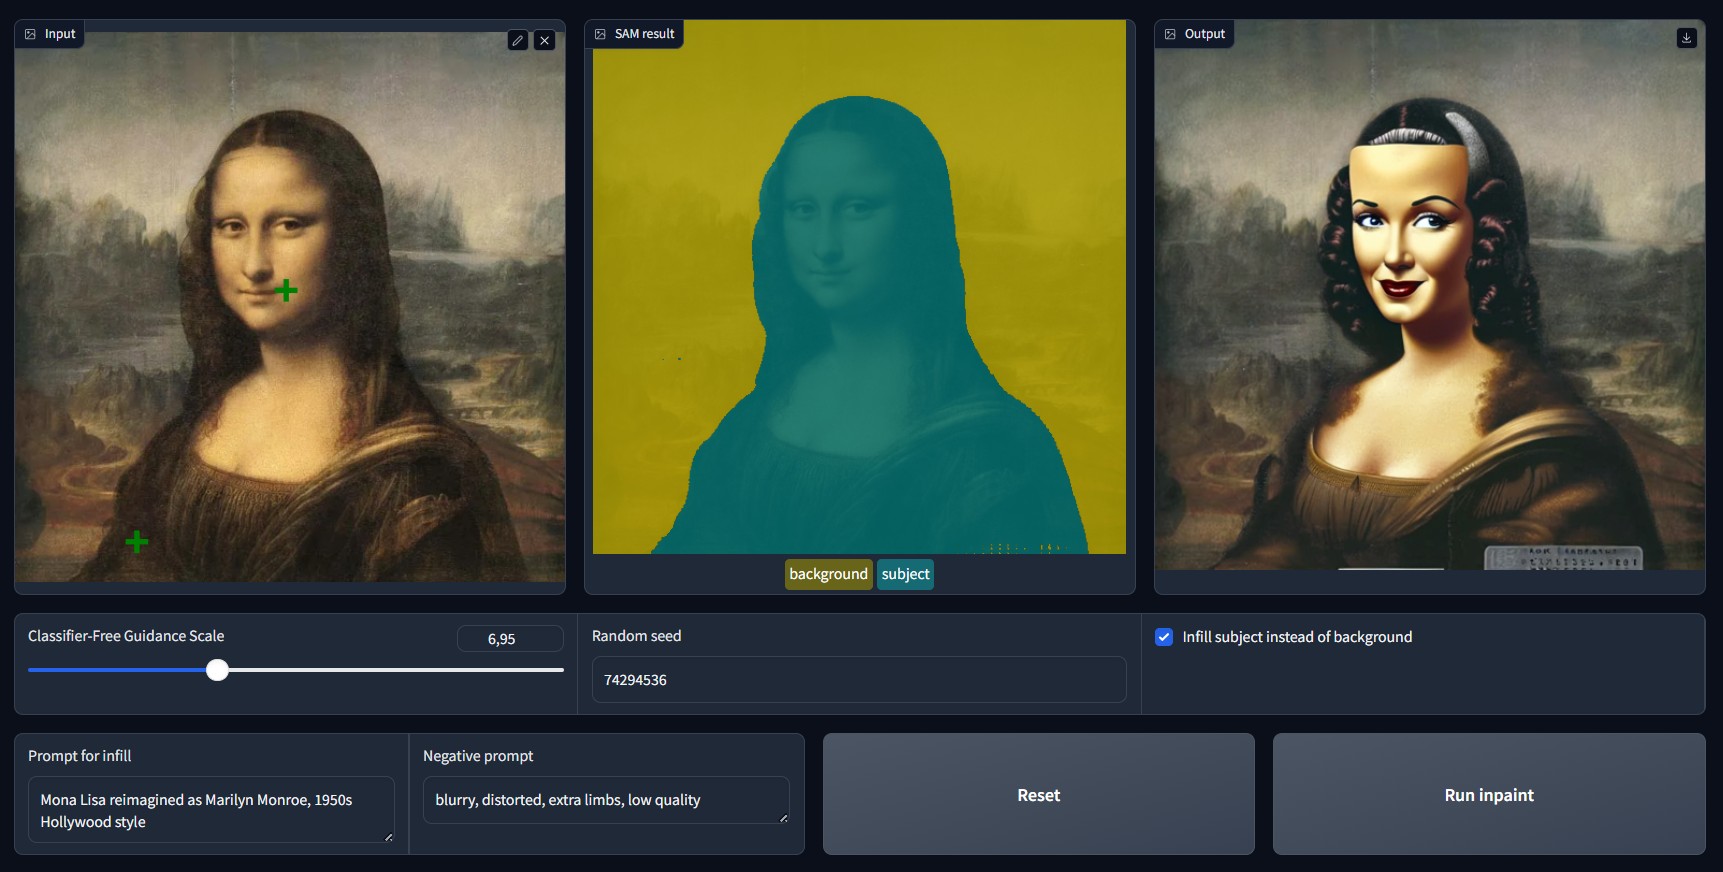 Input
SAM result
Output
background subject
Classifier-Free Guidance Scale
6,95
Random seed
74294536
Infill subject instead of background
Prompt for infill
Mona Lisa reimagined as Marilyn Monroe, 1950s
Hollywood style
Negative prompt
blurry, distorted, extra limbs, low quality
Reset
Run inpaint